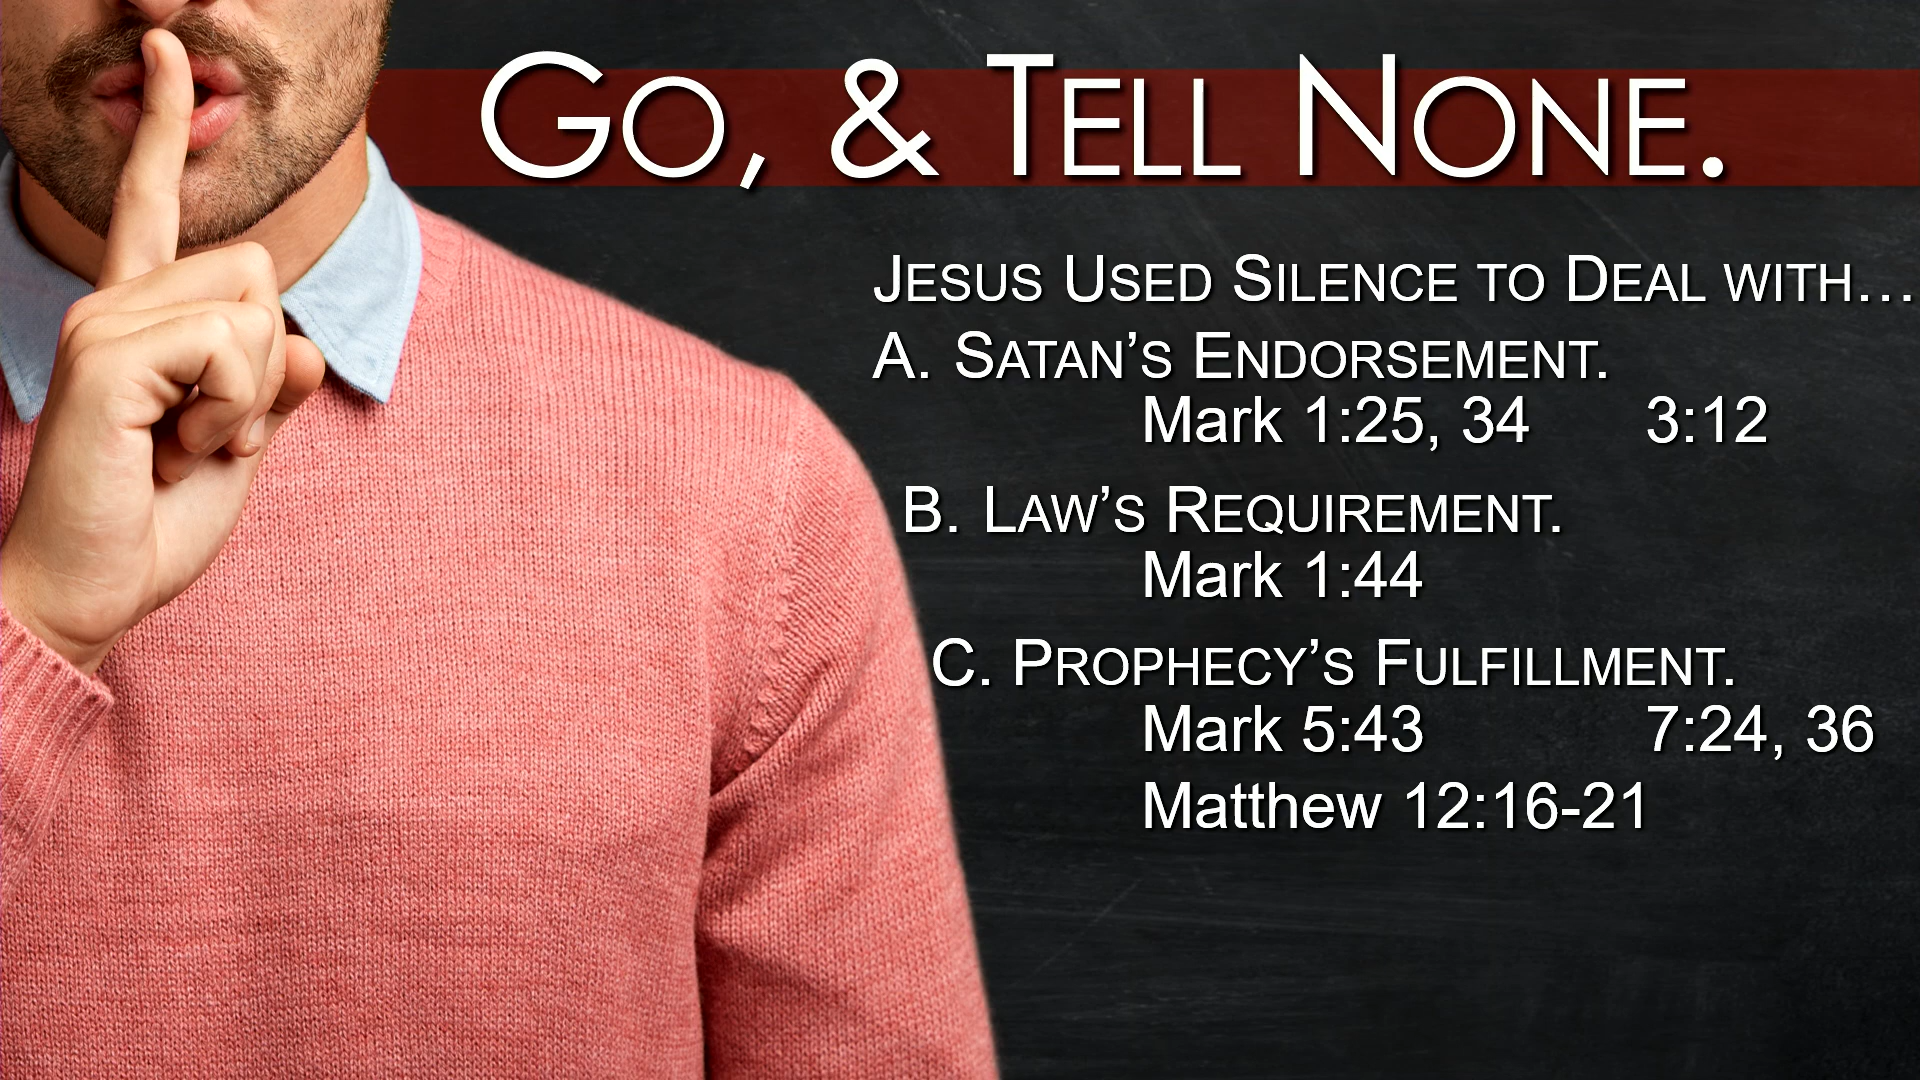 Go, & Tell None.
Jesus Used Silence to Deal with…
A. Satan’s Endorsement.
Mark 1:25, 34 3:12
B. Law’s Requirement.
Mark 1:44
C. Prophecy’s Fulfillment.
Mark 5:43 7:24, 36
Matthew 12:16-21